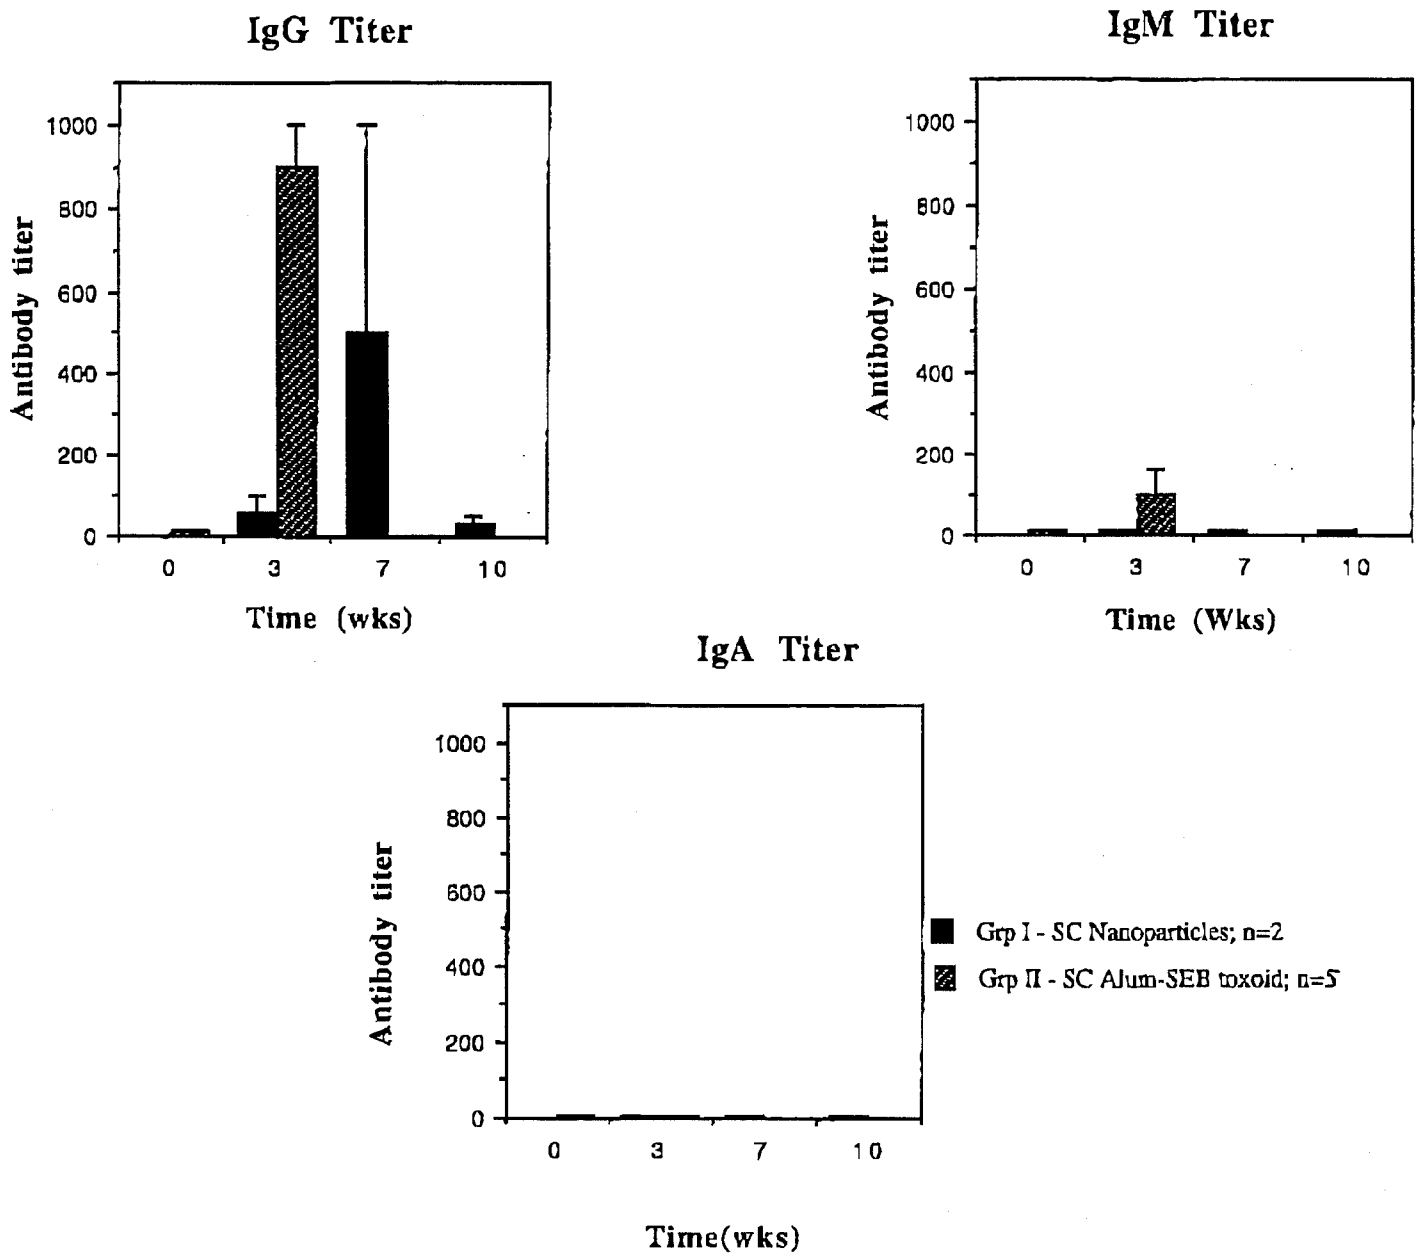 IgG Titer
1000
800
600
400
200
0
Antibody titer
0 3 7 10
Time (wks)
IgM Titer
1000
800
600
400
200
0
Antibody titer
0 3 7 10
Time (Wks)
IgA Titer
1000
800
600
400
200
0
Antibody titer
0 3 7 10
Time(wks)
Grp I - SC Nanoparticles; n=2
Grp II - SC Alum-SEB toxoid; n=5